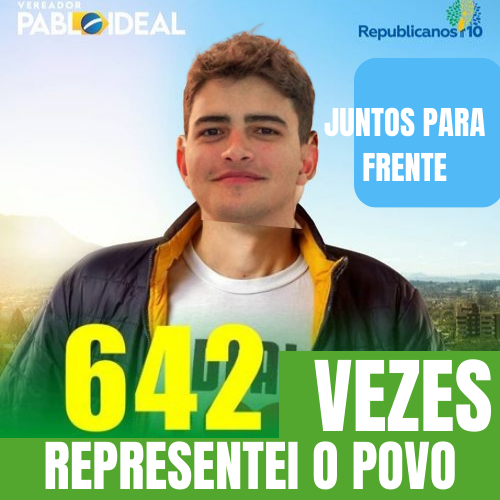 VEREADOR
PABLO IDEAL
Republicanos 10
JUNTOS PARA
FRENTE
642
VEZES
REPRESENTEI O POVO